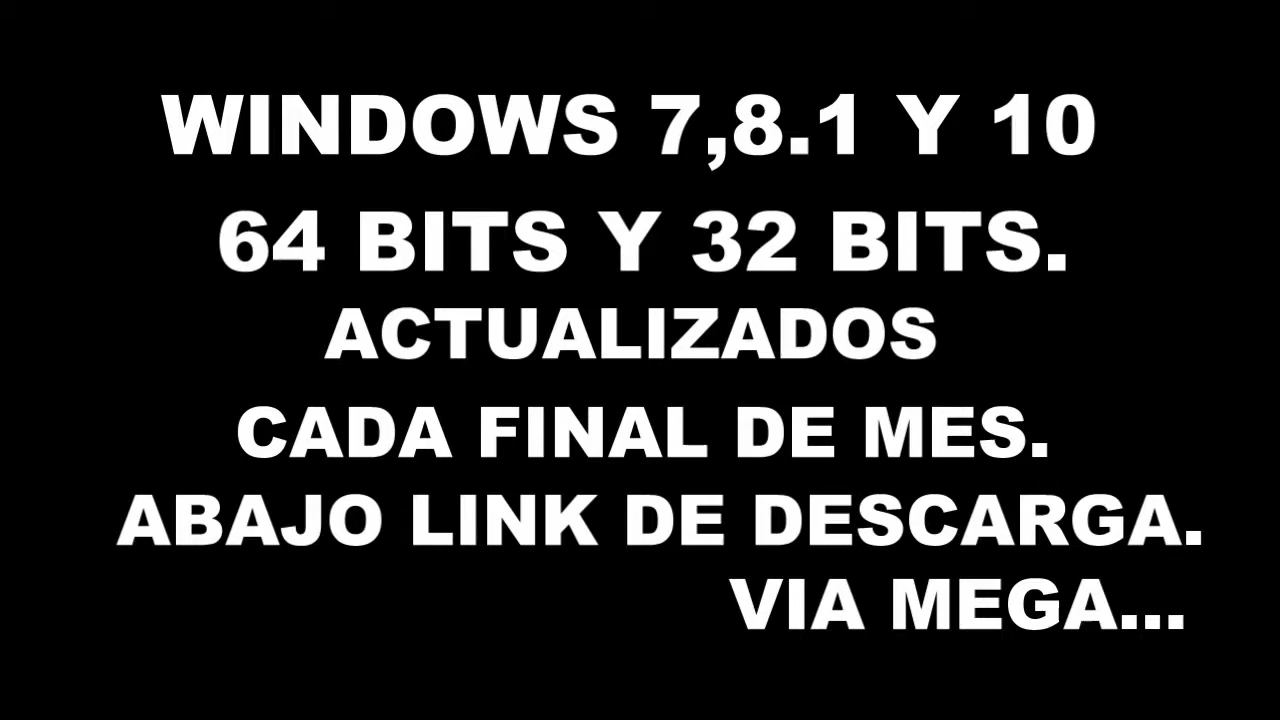 WINDOWS 7,8.1 Y 10
64 BITS Y 32 BITS.
ACTUALIZADOS
CADA FINAL DE MES.
ABAJO LINK DE DESCARGA.
VIA MEGA...